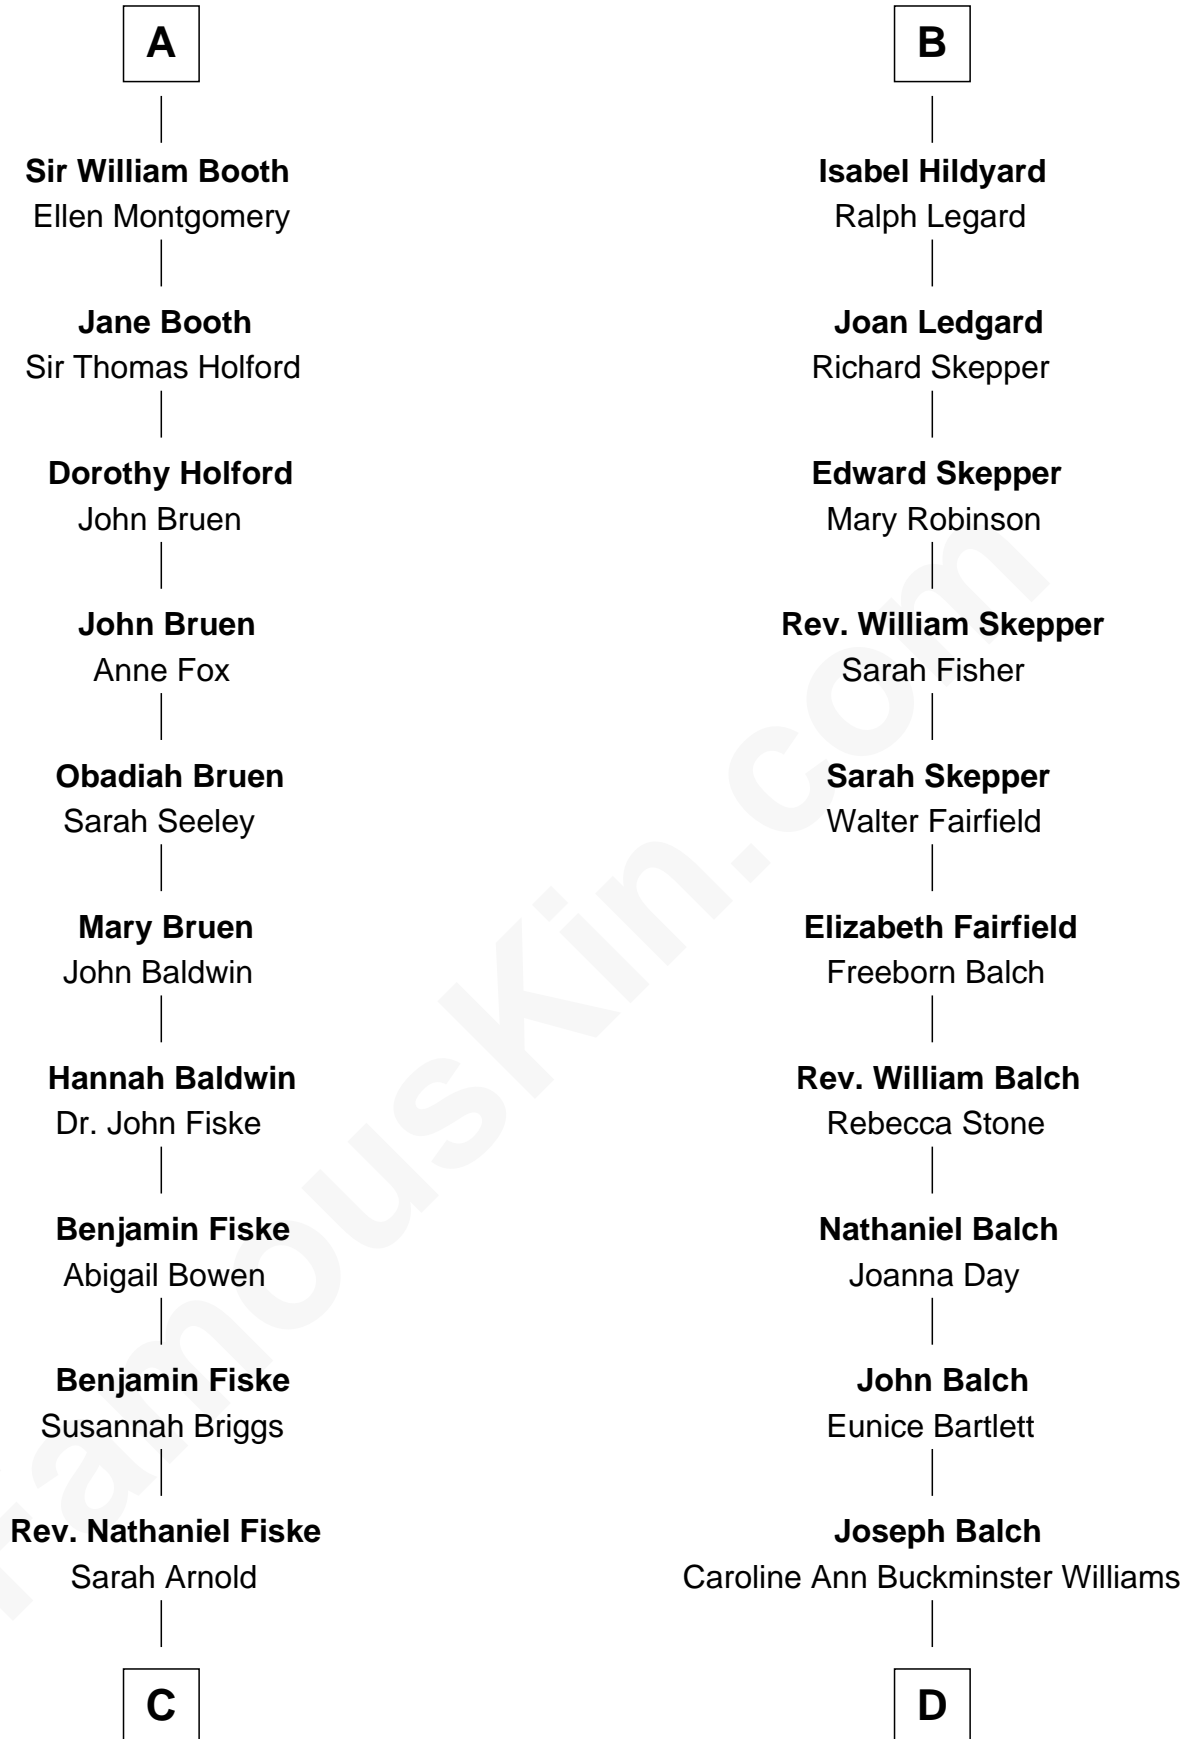 A
Sir William Booth
Ellen Montgomery
Jane Booth
Sir Thomas Holford
Dorothy Holford
John Bruen
John Bruen
Anne Fox
Obadiah Bruen
Sarah Seeley
Mary Bruen
John Baldwin
Hannah Baldwin
Dr. John Fiske
Benjamin Fiske
Abigail Bowen
Benjamin Fiske
Susannah Briggs
Rev. Nathaniel Fiske
Sarah Arnold
C
B
Isabel Hildyard
Ralph Legard
Joan Ledgard
Richard Skepper
Edward Skepper
Mary Robinson
Rev. William Skepper
Sarah Fisher
Sarah Skepper
Walter Fairfield
Elizabeth Fairfield
Freeborn Balch
Rev. William Balch
Rebecca Stone
Nathaniel Balch
Joanna Day
John Balch
Eunice Bartlett
Joseph Balch
Caroline Ann Buckminster Williams
D
FamousKin.com